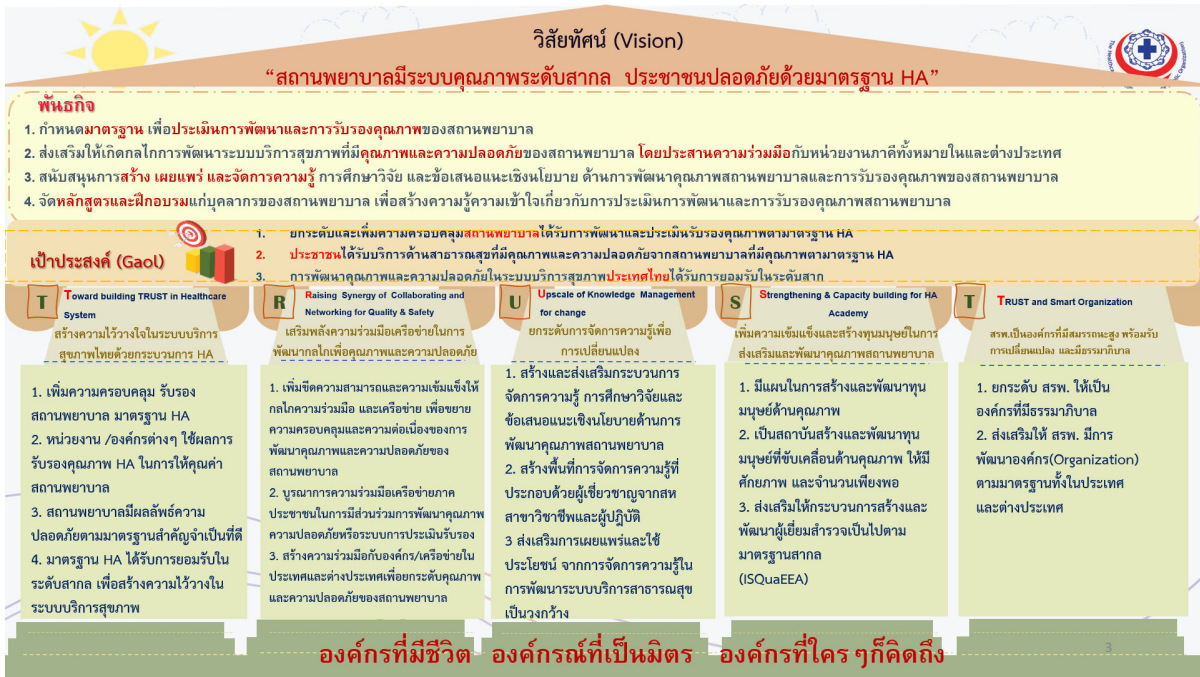 วิสัยทัศน์ (Vision)
“สถานพยาบาลมีระบบคุณภาพระดับสากล ประชาชนปลอดภัยด้วยมาตรฐาน HA”
พันธกิจ
1. กำหนดมาตรฐาน เพื่อประเมินการพัฒนาและการรับรองคุณภาพของสถานพยาบาล
2. ส่งเสริมให้เกิดกลไกการพัฒนาระบบบริการสุขภาพที่มีคุณภาพและความปลอดภัยของสถานพยาบาล โดยประสานความร่วมมือกับหน่วยงานภาคีทั้งหมายในและต่างประเทศ
3. สนับสนุนการสร้าง เผยแพร่ และจัดการความรู้ การศึกษาวิจัย และข้อเสนอแนะเชิงนโยบาย ด้านการพัฒนาคุณภาพสถานพยาบาลและการรับรองคุณภาพของสถานพยาบาล
4. จัดหลักสูตรและฝึกอบรมแก่บุคลากรของสถานพยาบาล เพื่อสร้างความรู้ความเข้าใจเกี่ยวกับการประเมินการพัฒนาและการรับรองคุณภาพสถานพยาบาล
เป้าประสงค์ (Gaol)
1. ยกระดับและเพิ่มความครอบคลุมสถานพยาบาลได้รับการพัฒนาและประเมินรับรองคุณภาพตามมาตรฐาน HA
2. ประชาชนได้รับบริการด้านสาธารณสุขที่มีคุณภาพและความปลอดภัยจากสถานพยาบาลที่มีคุณภาพตามมาตรฐาน HA
3. การพัฒนาคุณภาพและความปลอดภัยในระบบบริการสุขภาพประเทศไทยได้รับการยอมรับในระดับสาก
T
Toward building TRUST in Healthcare
System
สร้างความไว้วางใจในระบบบริการ
สุขภาพไทยด้วยกระบวนการ HA
1. เพิ่มความครอบคลุม รับรอง
สถานพยาบาล มาตรฐาน HA
2. หน่วยงาน /องค์กรต่างๆ ใช้ผลการ
รับรองคุณภาพ HA ในการให้คุณค่า
สถานพยาบาล
3. สถานพยาบาลมีผลลัพธ์ความ
ปลอดภัยตามมาตรฐานสำคัญจำเป็นที่ดี
4. มาตรฐาน HA ได้รับการยอมรับใน
ระดับสากล เพื่อสร้างความไว้วางใน
ระบบบริการสุขภาพ
R
Raising Synergy of Collaborating and
Networking for Quality & Safety
เสริมพลังความร่วมมือเครือข่ายในการ
พัฒนากลไกเพื่อคุณภาพและความปลอดภัย
1. เพิ่มขีดความสามารถและความเข้มแข็งให้
กลไกความร่วมมือ และเครือข่าย เพื่อขยาย
ความครอบคลุมและความต่อเนื่องของการ
พัฒนาคุณภาพและความปลอดภัยของ
สถานพยาบาล
2. บูรณาการความร่วมมือเครือข่ายภาค
ประชาชนในการมีส่วนร่วมการพัฒนาคุณภาพ
ความปลอดภัยหรือระบบการประเมินรับรอง
3. สร้างความร่วมมือกับองค์กร/เครือข่ายใน
ประเทศและต่างประเทศเพื่อยกระดับคุณภาพ
และความปลอดภัยของสถานพยาบาล
U
Upscale of Knowledge Management
for change
ยกระดับการจัดการความรู้เพื่อ
การเปลี่ยนแปลง
1. สร้างและส่งเสริมกระบวนการ
จัดการความรู้ การศึกษาวิจัยและ
ข้อเสนอแนะเชิงนโยบายด้านการ
พัฒนาคุณภาพสถานพยาบาล
2. สร้างพื้นที่การจัดการความรู้ที่
ประกอบด้วยผู้เชี่ยวชาญจากสห
สาขาวิชาชีพและผู้ปฎิบัติ
3 ส่งเสริมการเผยแพร่และใช้
ประโยชน์ จากการจัดการความรู้ใน
การพัฒนาระบบบริการสาธารณสุข
เป็นวงกว้าง
S
Strengthening & Capacity building for HA
Academy
เพิ่มความเข้มแข็งและสร้างทุนมนุษย์ในการ
ส่งเสริมและพัฒนาคุณภาพสถานพยาบาล
1. มีแผนในการสร้างและพัฒนาทุน
มนุษย์ด้านคุณภาพ
2. เป็นสถาบันสร้างและพัฒนาทุน
มนุษย์ที่ขับเคลื่อนด้านคุณภาพ ให้มี
ศักยภาพ และจำนวนเพียงพอ
3. ส่งเสริมให้กระบวนการสร้างและ
พัฒนาผู้เยี่ยมสำรวจเป็นไปตาม
มาตรฐานสากล
(ISQuaEEA)
T
TRUST and Smart Organization
สรพ.เป็นองค์กรที่มีสมรรถนะสูง พร้อมรับ
การเปลี่ยนแปลง และมีธรรมาภิบาล
1. ยกระดับ สรพ. ให้เป็น
องค์กรที่มีธรรมาภิบาล
2. ส่งเสริมให้ สรพ. มีการ
พัฒนาองค์กร(Organization)
ตามมาตรฐานทั้งในประเทศ
และต่างประเทศ
องค์กรที่มีชีวิต องค์กรณ์ที่เป็นมิตร องค์กรที่ใคร ๆก็คิดถึง
3